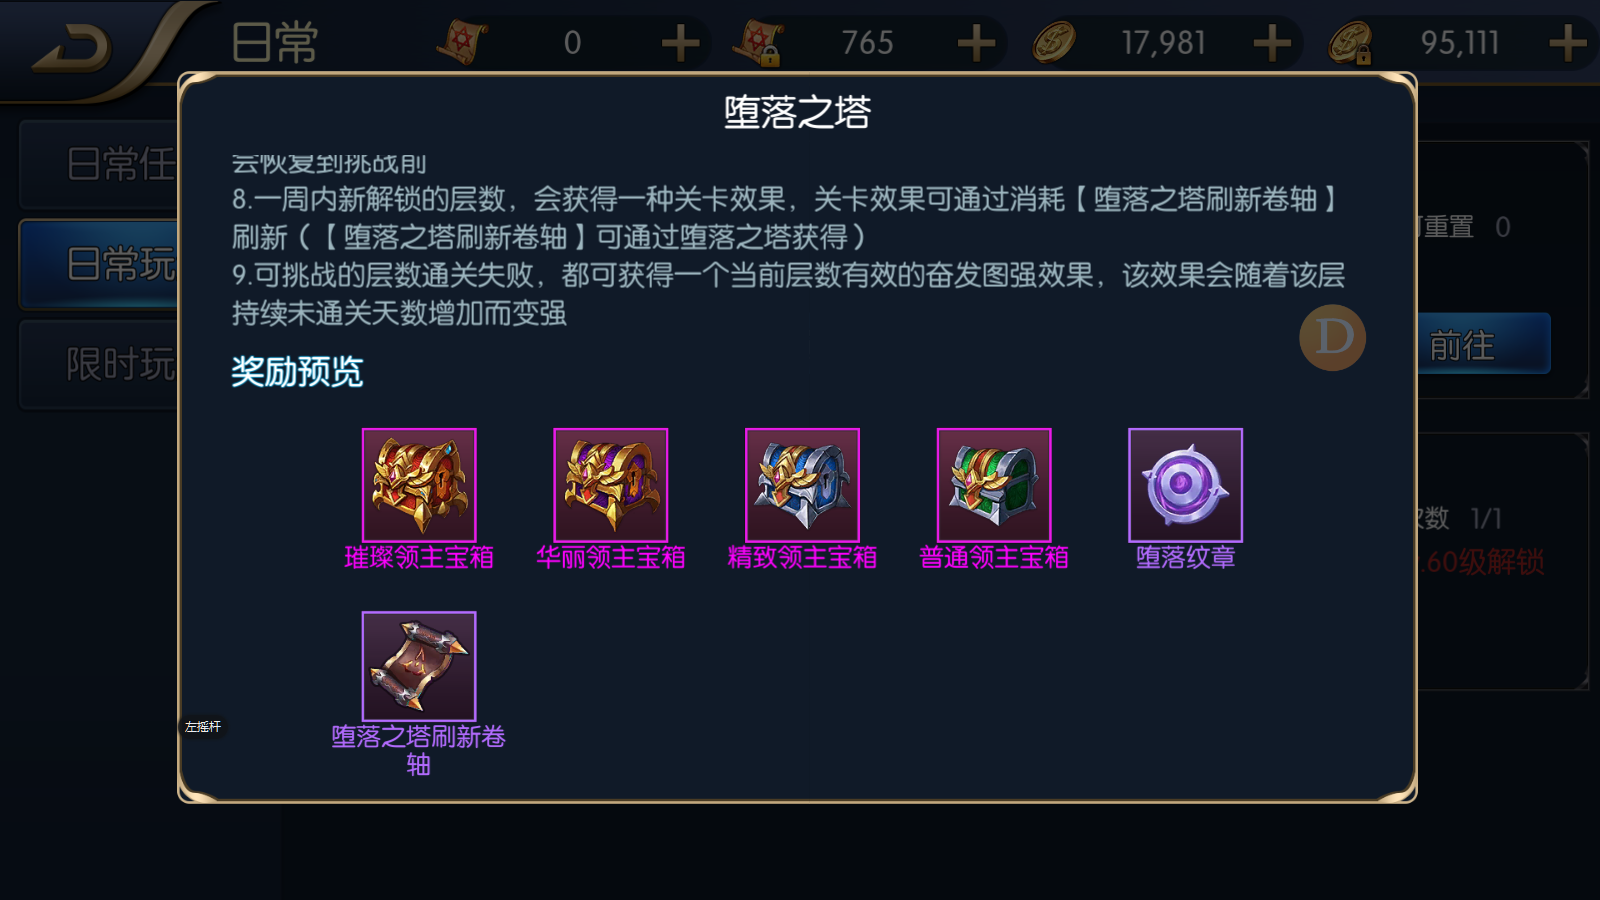 日常
0
765
17,981
95,111
堕落之塔
会恢复到挑战前
8.一周内新解锁的层数，会获得一种关卡效果，关卡效果可通过消耗【堕落之塔刷新卷轴】
刷新（【堕落之塔刷新卷轴】可通过堕落之塔获得）
9.可挑战的层数通关失败，都可获得一个当前层数有效的奋发图强效果，该效果会随着该层
持续未通关天数增加而变强
奖励预览
璀璨领主宝箱
华丽领主宝箱
精致领主宝箱
普通领主宝箱
堕落纹章
堕落之塔刷新卷
轴
日常任
日常玩
限时玩
重置 0
D
前往
数 1/1
.60级解锁
左摇杆